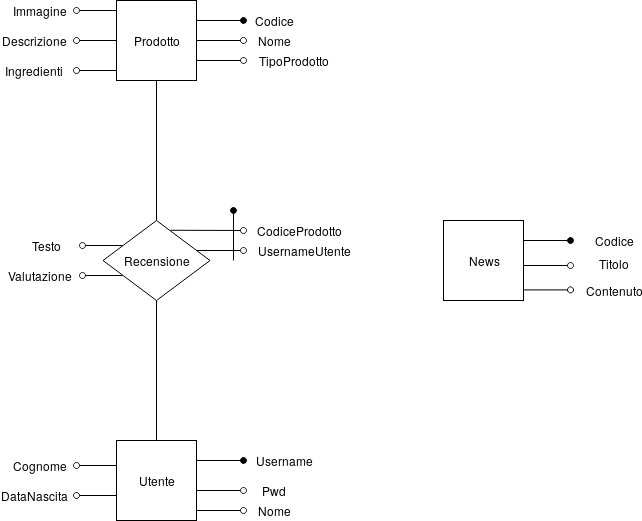 Immagine
Codice
Descrizione
Prodotto
Nome
Ingredienti
TipoProdotto
Testo
CodiceProdotto
UsernameUtente
Valutazione
Recensione
News
Codice
Titolo
Contenuto
Cognome
Username
DataNascita
Utente
Pwd
Nome